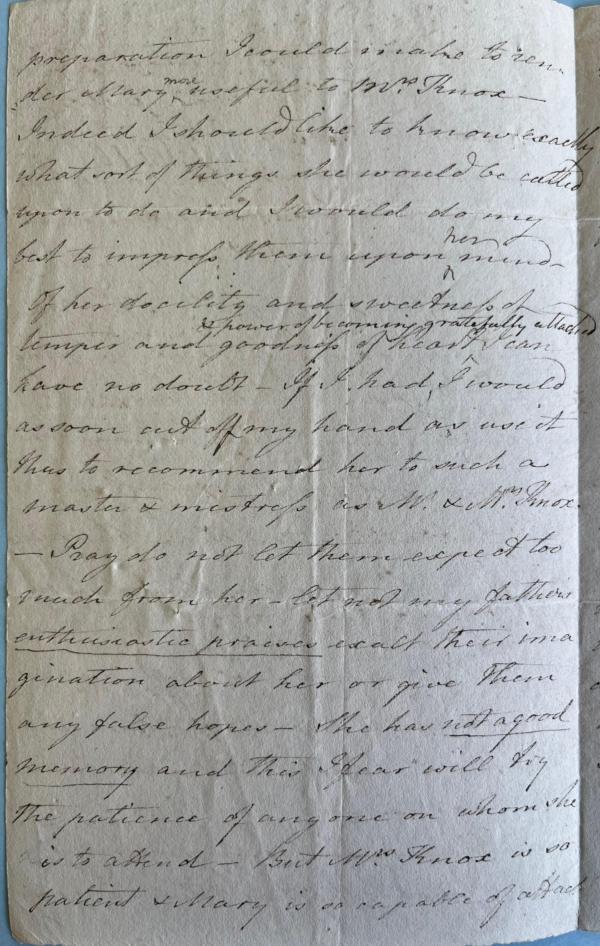 preparation I could make to ren-
der Mary more useful to Mrs Knox —
Indeed I should like to know exactly
what sort of things she would be called
upon to do and I would do my
best to impress them upon her mind —
Of her docility and sweetness of
temper and goodness of heart & power of becoming gratefully attached I can
have no doubt — If I had, I would
as soon cut off my hand as use it
thus to recommend her to such a
master & mistress as Mr. & Mrs Knox.
— Pray do not let them expect too
much from her — let not my father's
enthusiastic praises exalt their ima
gination about her or give them
any false hopes — She has not a good
memory and this I fear will try
the patience of anyone on whom she
is to attend — But Mrs Knox is so
patient & Mary is so capable of attach